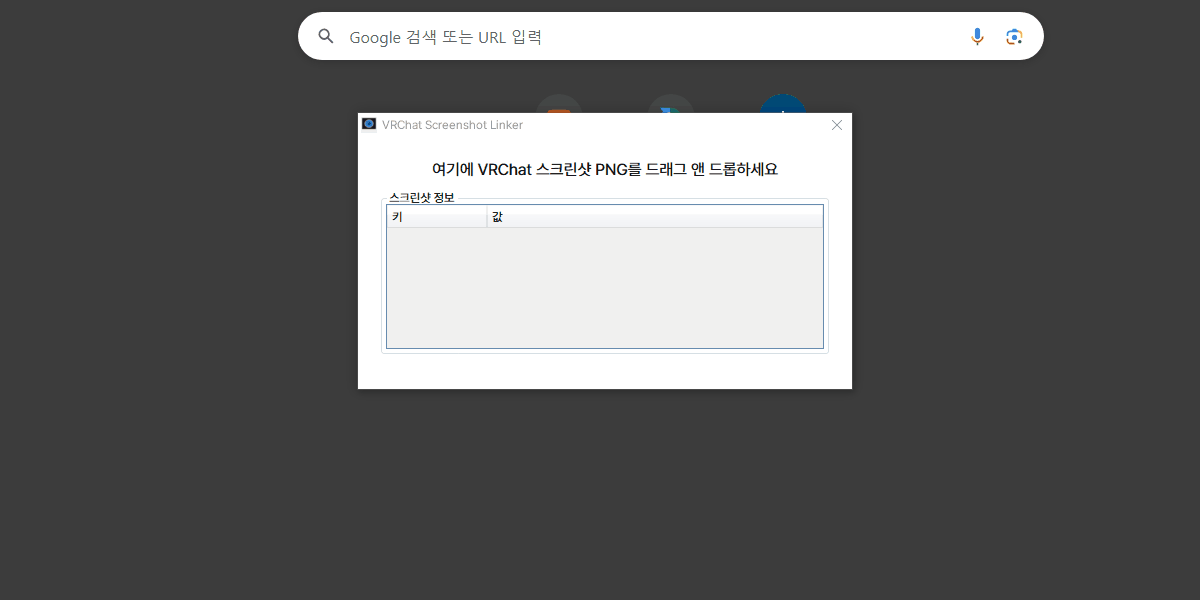 Google 검색 또는 URL 입력
VRChat Screenshot Linker
여기에 VRChat 스크린샷 PNG를 드래그 앤 드롭하세요
스크린샷 정보
키 값